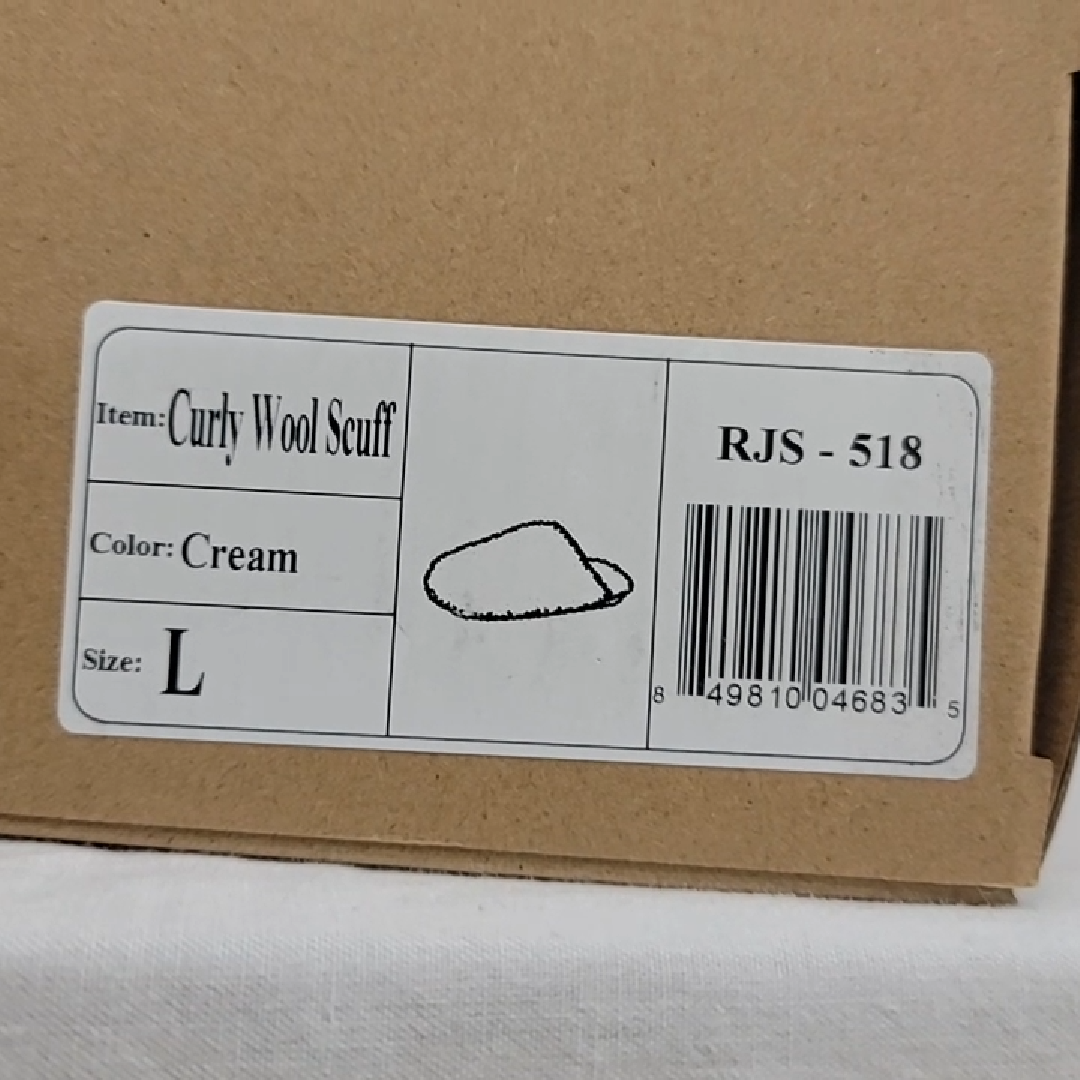 Item: Curly Wool Scuff
Color: Cream
Size: L
RJS - 518
8 49810 04683 5